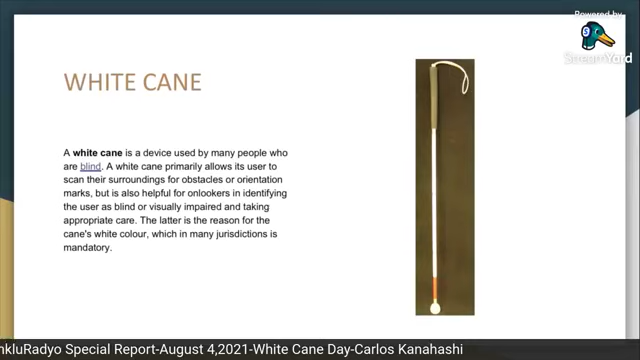 Powered by
StreamYard
WHITE CANE
A white cane is a device used by many people who
are blind. A white cane primarily allows its user to
scan their surroundings for obstacles or orientation
marks, but is also helpful for onlookers in identifying
the user as blind or visually impaired and taking
appropriate care. The latter is the reason for the
cane's white colour, which in many jurisdictions is
mandatory.
nkluRadyo Special Report-August 4,2021-White Cane Day-Carlos Kanahashi